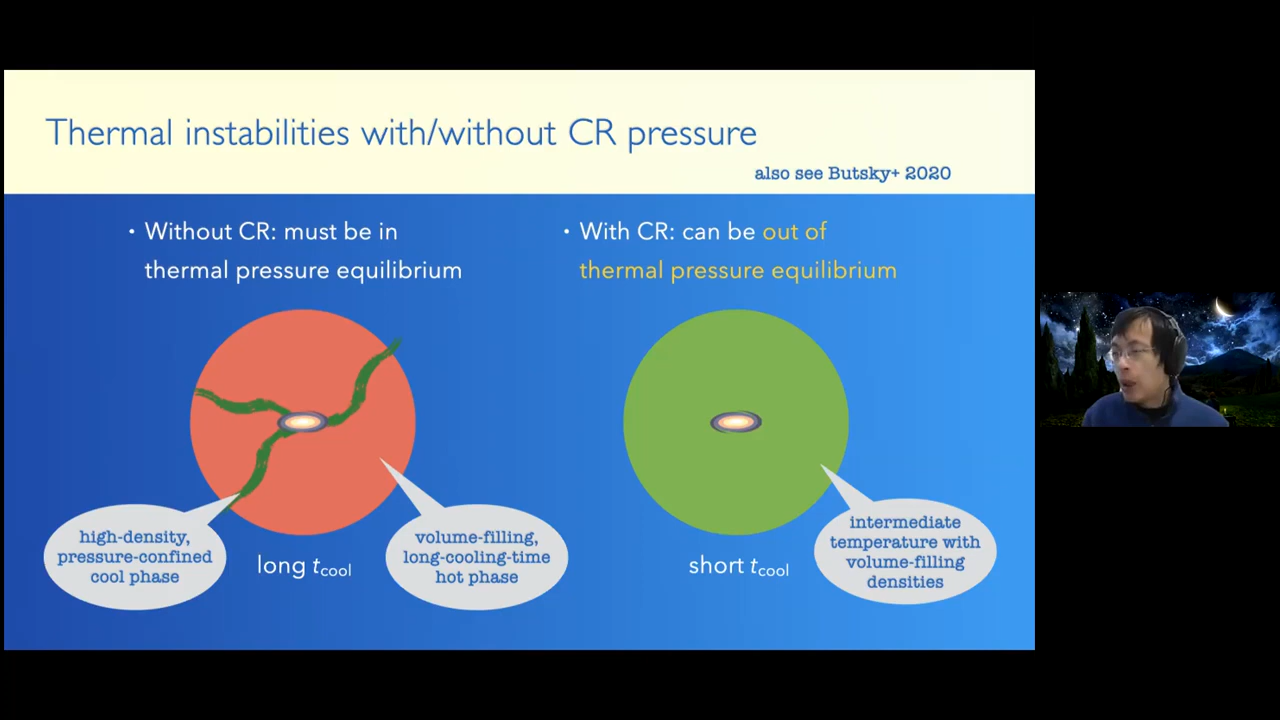 Thermal instabilities with/without CR pressure
also see Butsky+ 2020
• Without CR: must be in
thermal pressure equilibrium
• With CR: can be out of
thermal pressure equilibrium
high-density,
pressure-confined
cool phase
long tcool
volume-filling,
long-cooling-time
hot phase
short tcool
intermediate
temperature with
volume-filling
densities